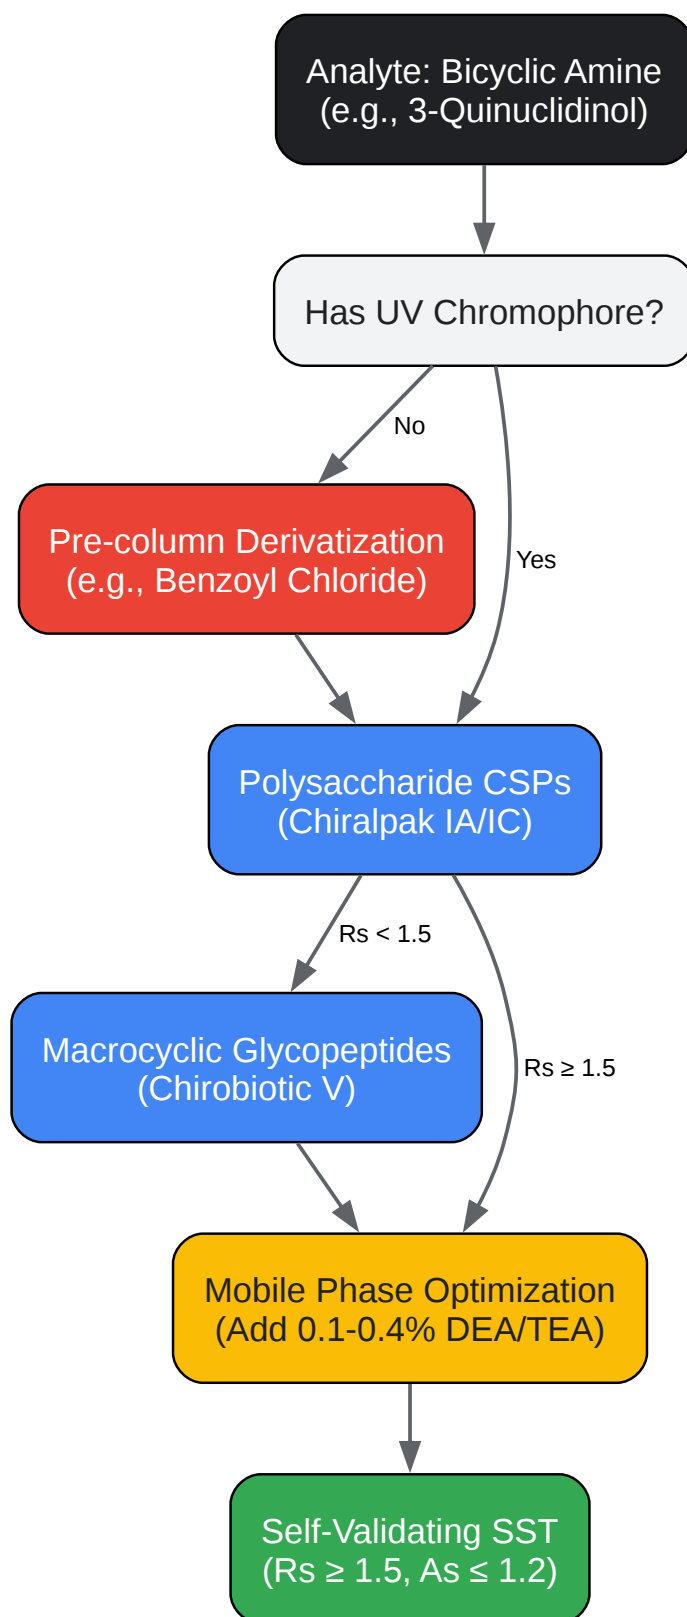 Analyte: Bicyclic Amine
(e.g., 3-Quinuclidinol)
Has UV Chromophore?
No
Pre-column Derivatization
(e.g., Benzoyl Chloride)
Yes
Polysaccharide CSPs
(Chiralpak IA/IC)
Rs < 1.5
Macrocyclic Glycopeptides
(Chirobiotic V)
Rs ≥ 1.5
Mobile Phase Optimization
(Add 0.1-0.4% DEA/TEA)
Self-Validating SST
(Rs ≥ 1.5, As ≤ 1.2)